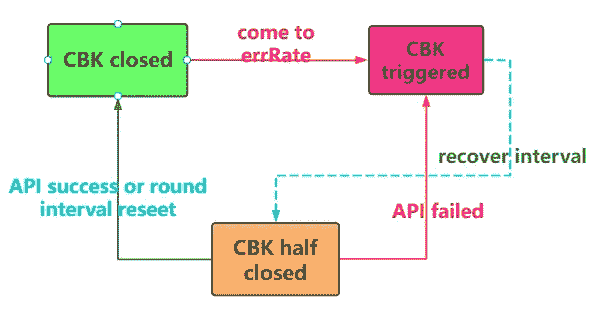 come to
errRate
CBK closed
CBK
triggered
recover interval
API success or round
interval reseet
API failed
CBK half
closed